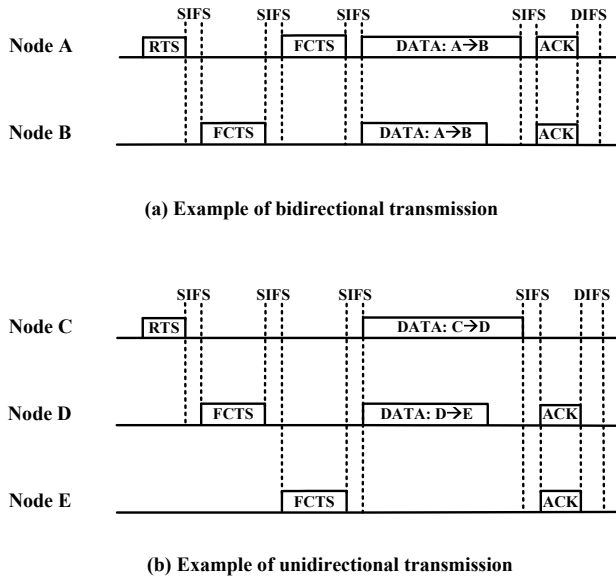 SIFS SIFS SIFS SIFS DIFS
Node A RTS FCTS DATA: A→B ACK
Node B FCTS DATA: A→B ACK
(a) Example of bidirectional transmission
SIFS SIFS SIFS SIFS DIFS
Node C RTS DATA: C→D
Node D FCTS DATA: D→E ACK
Node E FCTS ACK
(b) Example of unidirectional transmission